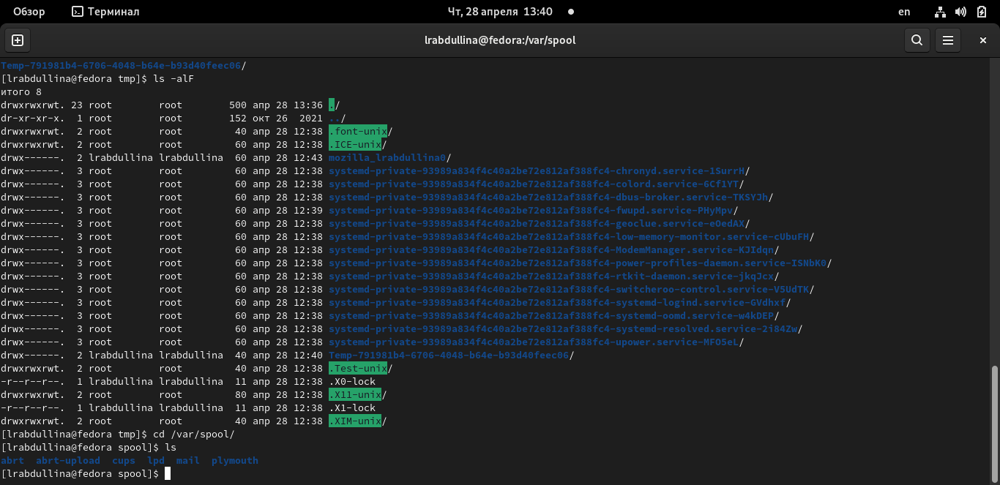 Обзор Терминал Чт, 28 апреля 13:40 en
lrabdullina@fedora:/var/spool
Temp-791981b4-6706-4048-b64e-b93d40feec06/
[lrabdullina@fedora tmp]$ ls -alF
итого 8
drwxrwxrwt. 23 root        root        500 апр 28 13:36 ./
dr-xr-xr-x.  1 root        root        152 окт 26  2021 ../
drwxrwxrwt.  2 root        root         40 апр 28 12:38 .font-unix/
drwxrwxrwt.  2 root        root         60 апр 28 12:38 .ICE-unix/
drwx------.  2 lrabdullina lrabdullina  60 апр 28 12:43 mozilla_lrabdullina0/
drwx------.  3 root        root         60 апр 28 12:38 systemd-private-93989a834f4c40a2be72e812af388fc4-chronyd.service-1SurrH/
drwx------.  3 root        root         60 апр 28 12:38 systemd-private-93989a834f4c40a2be72e812af388fc4-colord.service-6Cf1YT/
drwx------.  3 root        root         60 апр 28 12:38 systemd-private-93989a834f4c40a2be72e812af388fc4-dbus-broker.service-TKSYJh/
drwx------.  3 root        root         60 апр 28 12:39 systemd-private-93989a834f4c40a2be72e812af388fc4-fwupd.service-PHyMpv/
drwx------.  3 root        root         60 апр 28 12:38 systemd-private-93989a834f4c40a2be72e812af388fc4-geoclue.service-eOedAX/
drwx------.  3 root        root         60 апр 28 12:38 systemd-private-93989a834f4c40a2be72e812af388fc4-low-memory-monitor.service-cUbuFH/
drwx------.  3 root        root         60 апр 28 12:38 systemd-private-93989a834f4c40a2be72e812af388fc4-ModemManager.service-KJIdqn/
drwx------.  3 root        root         60 апр 28 12:38 systemd-private-93989a834f4c40a2be72e812af388fc4-power-profiles-daemon.service-ISNbK0/
drwx------.  3 root        root         60 апр 28 12:38 systemd-private-93989a834f4c40a2be72e812af388fc4-rtkit-daemon.service-jkqJcx/
drwx------.  3 root        root         60 апр 28 12:38 systemd-private-93989a834f4c40a2be72e812af388fc4-switcheroo-control.service-V5UdTK/
drwx------.  3 root        root         60 апр 28 12:38 systemd-private-93989a834f4c40a2be72e812af388fc4-systemd-logind.service-GVdhxf/
drwx------.  3 root        root         60 апр 28 12:38 systemd-private-93989a834f4c40a2be72e812af388fc4-systemd-oomd.service-w4kDEP/
drwx------.  3 root        root         60 апр 28 12:38 systemd-private-93989a834f4c40a2be72e812af388fc4-systemd-resolved.service-2i84Zw/
drwx------.  3 root        root         60 апр 28 12:38 systemd-private-93989a834f4c40a2be72e812af388fc4-upower.service-MFO5eL/
drwx------.  2 lrabdullina lrabdullina  40 апр 28 12:40 Temp-791981b4-6706-4048-b64e-b93d40feec06/
drwxrwxrwt.  2 root        root         40 апр 28 12:38 .Test-unix/
-r--r--r--.  1 lrabdullina lrabdullina  11 апр 28 12:38 .X0-lock
drwxrwxrwt.  2 root        root         80 апр 28 12:38 .X11-unix/
-r--r--r--.  1 lrabdullina lrabdullina  11 апр 28 12:38 .X1-lock
drwxrwxrwt.  2 root        root         40 апр 28 12:38 .XIM-unix/
[lrabdullina@fedora tmp]$ cd /var/spool/
[lrabdullina@fedora spool]$ ls
abrt  abrt-upload  cups  lpd  mail  plymouth
[lrabdullina@fedora spool]$